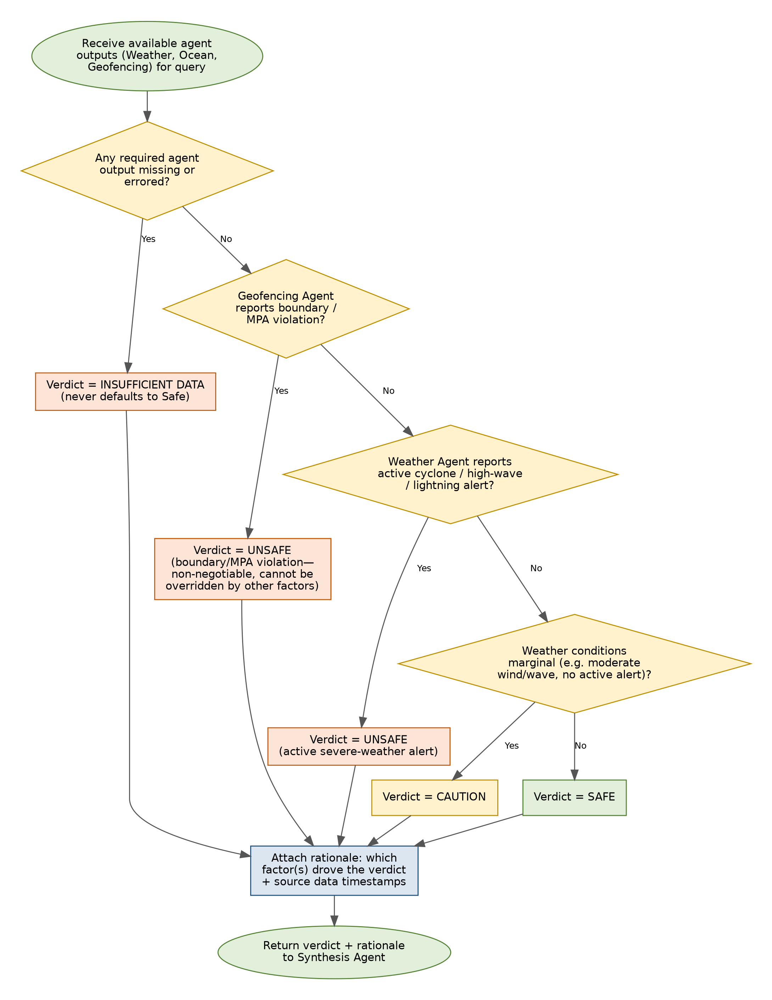 Receive available agent
outputs (Weather, Ocean,
Geofencing) for query
Any required agent
output missing or
errored?
Yes
No
Geofencing Agent
reports boundary /
MPA violation?
Verdict = INSUFFICIENT DATA
(never defaults to Safe)
Yes
No
Weather Agent reports
active cyclone / high-wave
/ lightning alert?
Verdict = UNSAFE
(boundary/MPA violation—
non-negotiable, cannot be
overridden by other factors)
Yes
No
Weather conditions
marginal (e.g. moderate
wind/wave, no active alert)?
Verdict = UNSAFE
(active severe-weather alert)
Yes
No
Verdict = CAUTION
Verdict = SAFE
Attach rationale: which
factor(s) drove the verdict
+ source data timestamps
Return verdict + rationale
to Synthesis Agent